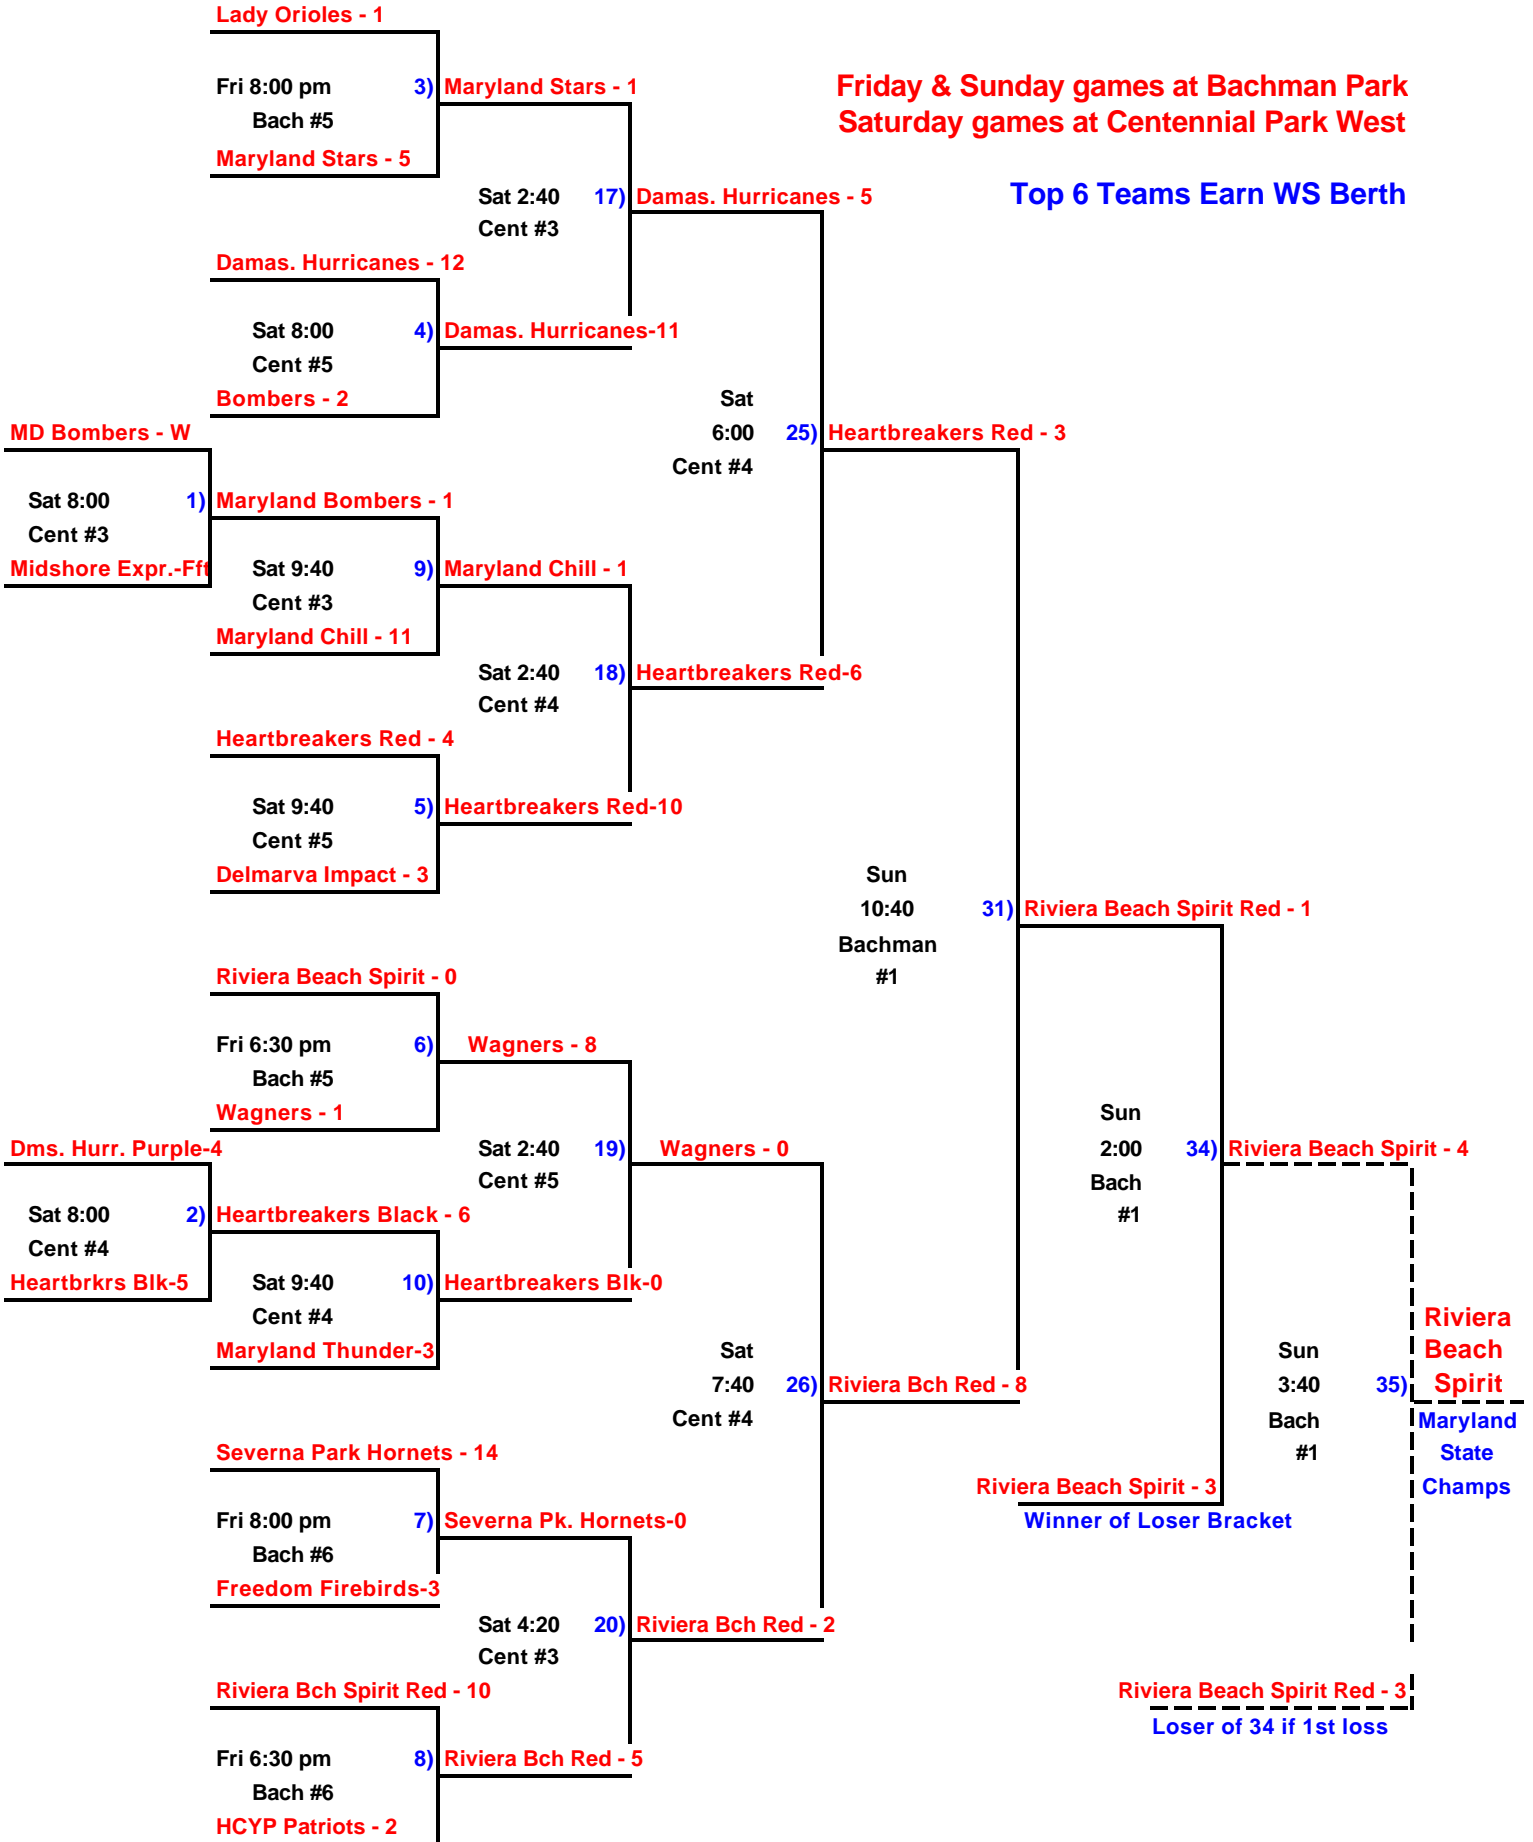 Lady Orioles - 1
Fri 8:00 pm 3) Maryland Stars - 1
Bach #5
Maryland Stars - 5
Friday & Sunday games at Bachman Park
Saturday games at Centennial Park West
Top 6 Teams Earn WS Berth
Sat 2:40 17) Damas. Hurricanes - 5
Cent #3
Damas. Hurricanes - 12
Sat 8:00 4) Damas. Hurricanes-11
Cent #5
Bombers - 2
Sat
6:00 25) Heartbreakers Red - 3
Cent #4
MD Bombers - W
Sat 8:00 1) Maryland Bombers - 1
Cent #3
Midshore Expr.-Fft
Sat 9:40 9) Maryland Chill - 1
Cent #3
Maryland Chill - 11
Sat 2:40 18) Heartbreakers Red-6
Cent #4
Heartbreakers Red - 4
Sat 9:40 5) Heartbreakers Red-10
Cent #5
Delmarva Impact - 3
Sun
10:40 31) Riviera Beach Spirit Red - 1
Bachman
#1
Riviera Beach Spirit - 0
Fri 6:30 pm 6) Wagners - 8
Bach #5
Wagners - 1
Sun
2:00 34) Riviera Beach Spirit - 4
Bach
#1
Dms. Hurr. Purple-4
Sat 2:40 19) Wagners - 0
Cent #5
Sat 8:00 2) Heartbreakers Black - 6
Cent #4
Heartbrkrs Blk-5
Sat 9:40 10) Heartbreakers Blk-0
Cent #4
Maryland Thunder-3
Sat
7:40 26) Riviera Bch Red - 8
Cent #4
Sun
3:40 35)
Bach
#1
Riviera
Beach
Spirit
Maryland
State
Champs
Severna Park Hornets - 14
Fri 8:00 pm 7) Severna Pk. Hornets-0
Bach #6
Freedom Firebirds-3
Riviera Beach Spirit - 3
Winner of Loser Bracket
Sat 4:20 20) Riviera Bch Red - 2
Cent #3
Riviera Bch Spirit Red - 10
Riviera Beach Spirit Red - 3
Loser of 34 if 1st loss
Fri 6:30 pm 8) Riviera Bch Red - 5
Bach #6
HCYP Patriots - 2